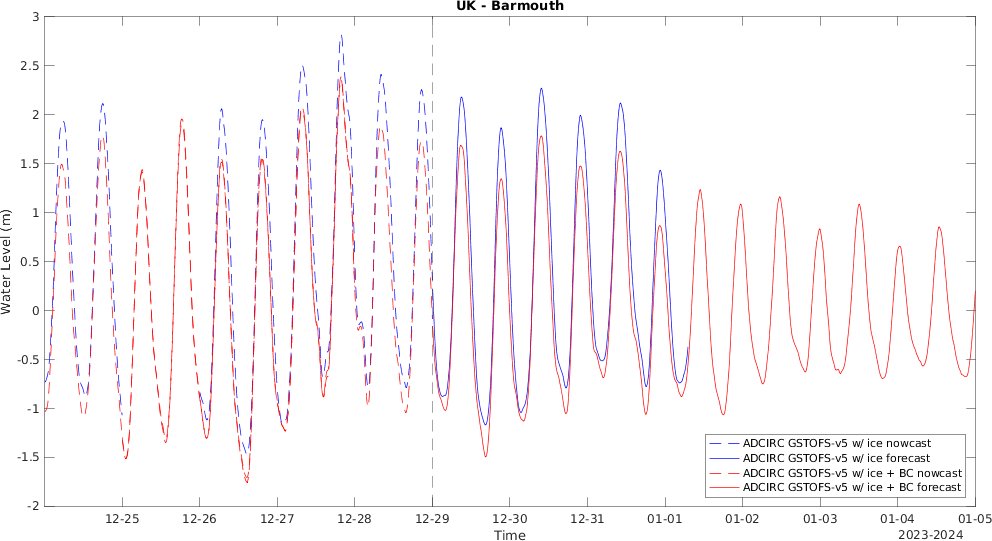 UK - Barmouth
3
2.5
2
1.5
1
0.5
0
-0.5
-1
-1.5
-2
Water Level (m)
ADCIRC GSTOFS-v5 w/ ice nowcast
ADCIRC GSTOFS-v5 w/ ice forecast
ADCIRC GSTOFS-v5 w/ ice + BC nowcast
ADCIRC GSTOFS-v5 w/ ice + BC forecast
12-25 12-26 12-27 12-28 12-29 12-30 12-31 01-01 01-02 01-03 01-04 01-05
Time
2023-2024